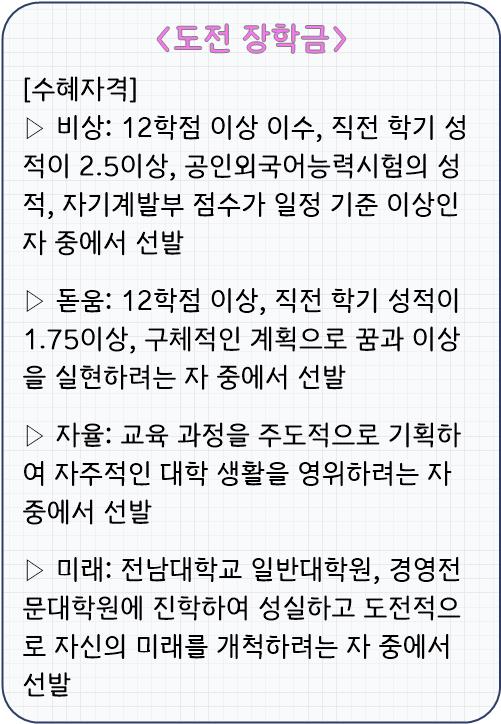 <도전 장학금>
[수혜자격]
▷ 비상: 12학점 이상 이수, 직전 학기 성
적이 2.5이상, 공인외국어능력시험의 성
적, 자기계발부 점수가 일정 기준 이상인
자 중에서 선발
▷ 돋움: 12학점 이상, 직전 학기 성적이
1.75이상, 구체적인 계획으로 꿈과 이상
을 실현하려는 자 중에서 선발
▷ 자율: 교육 과정을 주도적으로 기획하
여 자주적인 대학 생활을 영위하려는 자
중에서 선발
▷ 미래: 전남대학교 일반대학원, 경영전
문대학원에 진학하여 성실하고 도전적으
로 자신의 미래를 개척하려는 자 중에서
선발